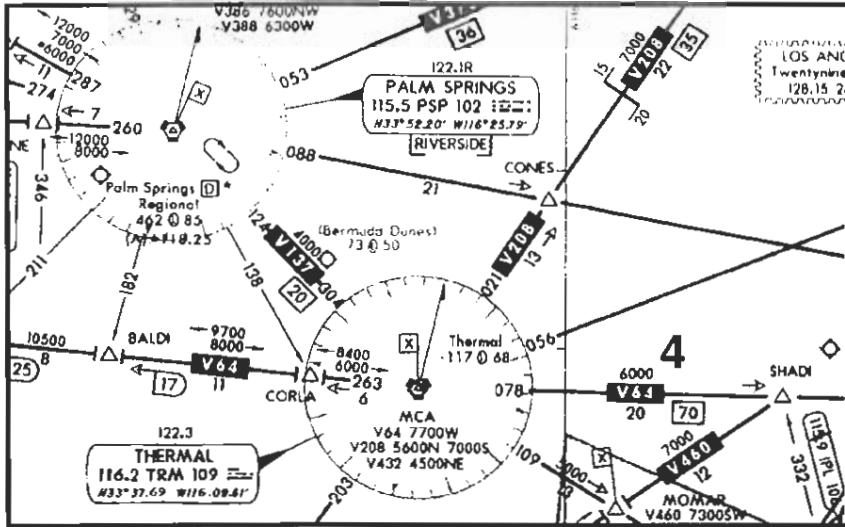 V386 7600NW
V388 6300W
V208
35
7000
22
15
20
36
053
12000
7000
*6000
11
287
274
7
260
12000
8000
346
211
182
122.1R
PALM SPRINGS
115.5 PSP 102
N33°52.20' W116°25.79'
RIVERSIDE
LOS ANG
Twentynine
128.15
088
21
CONES
X
Palm Springs
Regional D *
462 85
118.25
124
4000
V137
20
30
138
(Bermuda Dunes)
73 50
V208
13
021
056
10500
8
25
BALDI
9700
8000
V64
17
11
8400
6000
263
6
CORLA
X
Thermal
117 68
4
6000
V64
20
70
078
SHADI
MCA
V64 7700W
V208 5600N 7000S
V432 4500NE
122.3
THERMAL
116.2 TRM 109
N33°37.69 W116°09.61'
203
109
5000
13
X
7000
V460
12
MOMAR
V460 7300SW
332
115.9 IPL